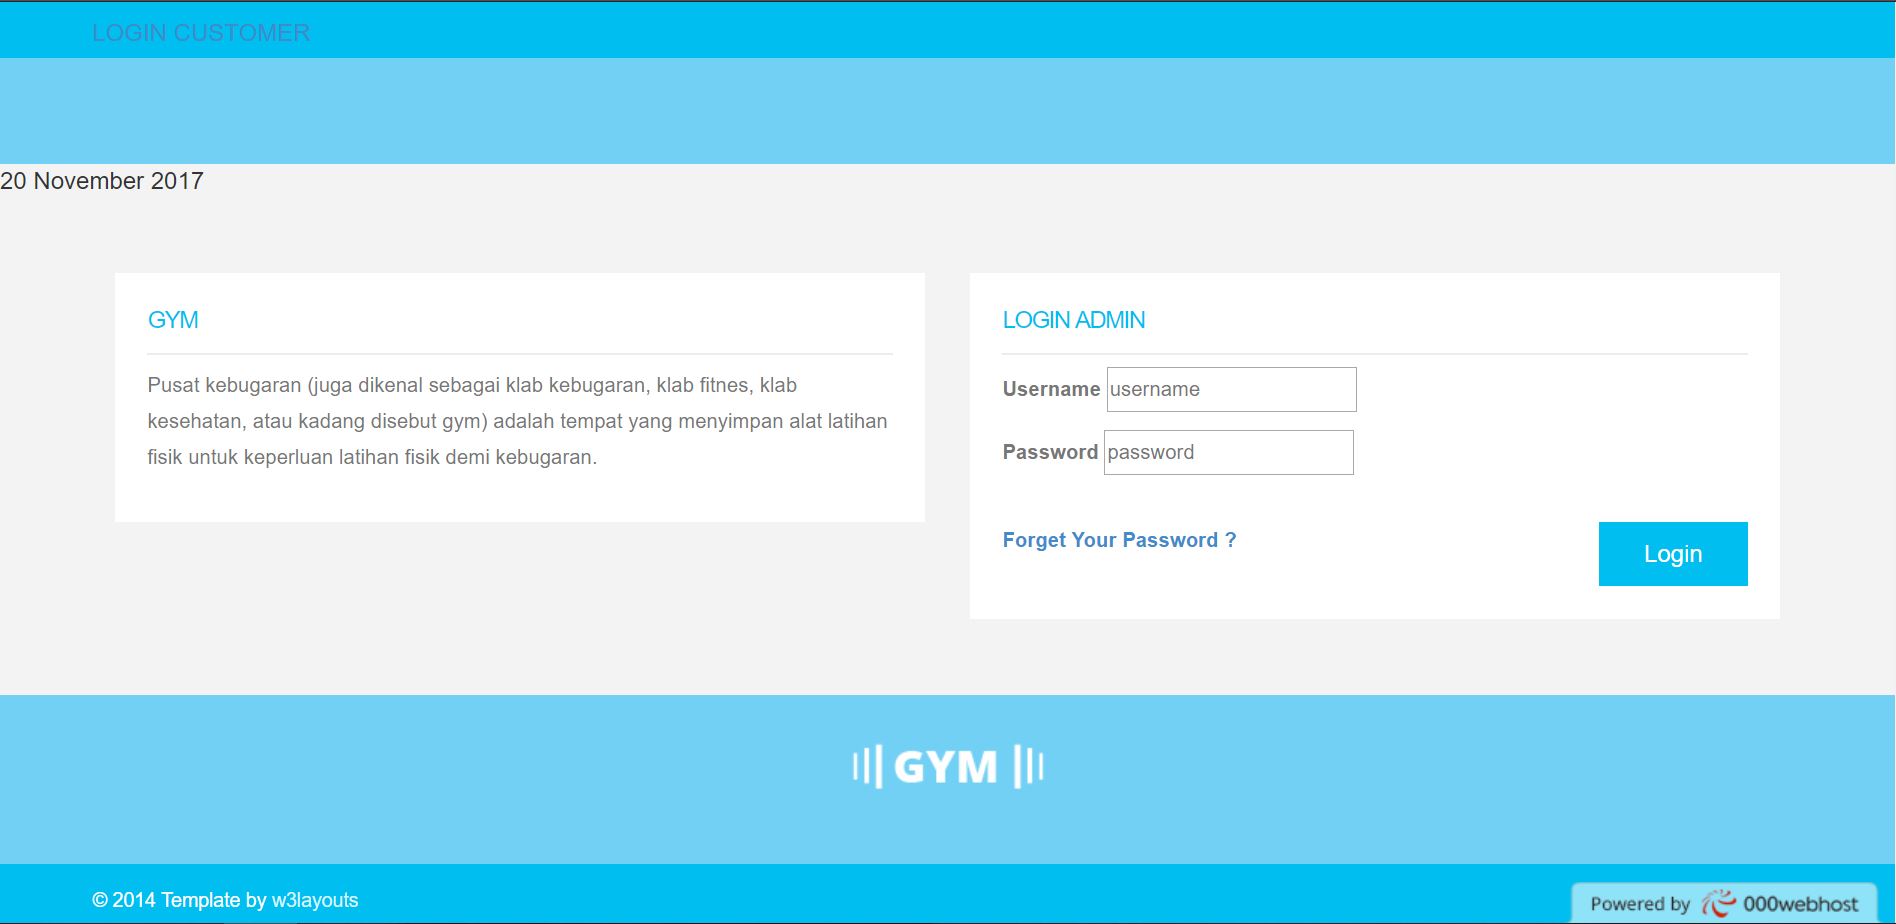 LOGIN CUSTOMER
20 November 2017
GYM
Pusat kebugaran (juga dikenal sebagai klab kebugaran, klab fitnes, klab
kesehatan, atau kadang disebut gym) adalah tempat yang menyimpan alat latihan
fisik untuk keperluan latihan fisik demi kebugaran.
LOGIN ADMIN
Username username
Password password
Forget Your Password ?
Login
GYM
© 2014 Template by w3layouts
Powered by 000webhost